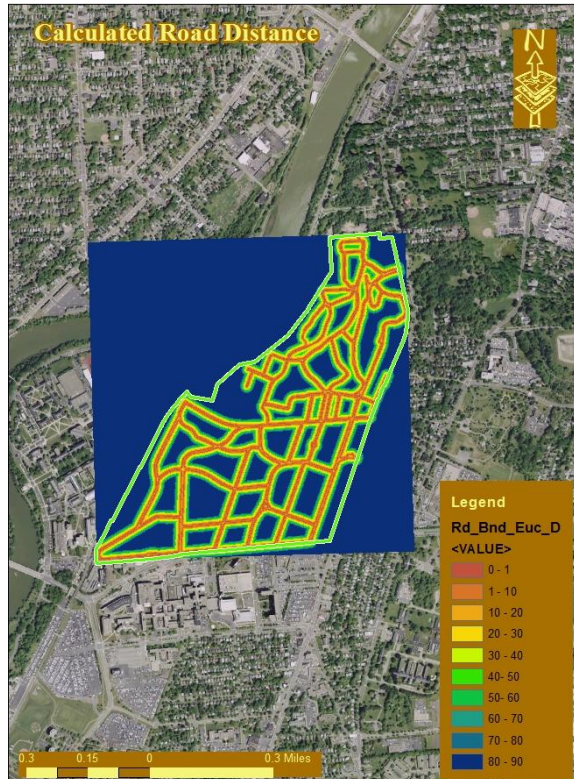 Calculated Road Distance
N
Legend
Rd_Bnd_Euc_D
<VALUE>
0 - 1
1 - 10
10 - 20
20 - 30
30 - 40
40 - 50
50- 60
60 - 70
70 - 80
80 - 90
0.3 0.15 0 0.3 Miles